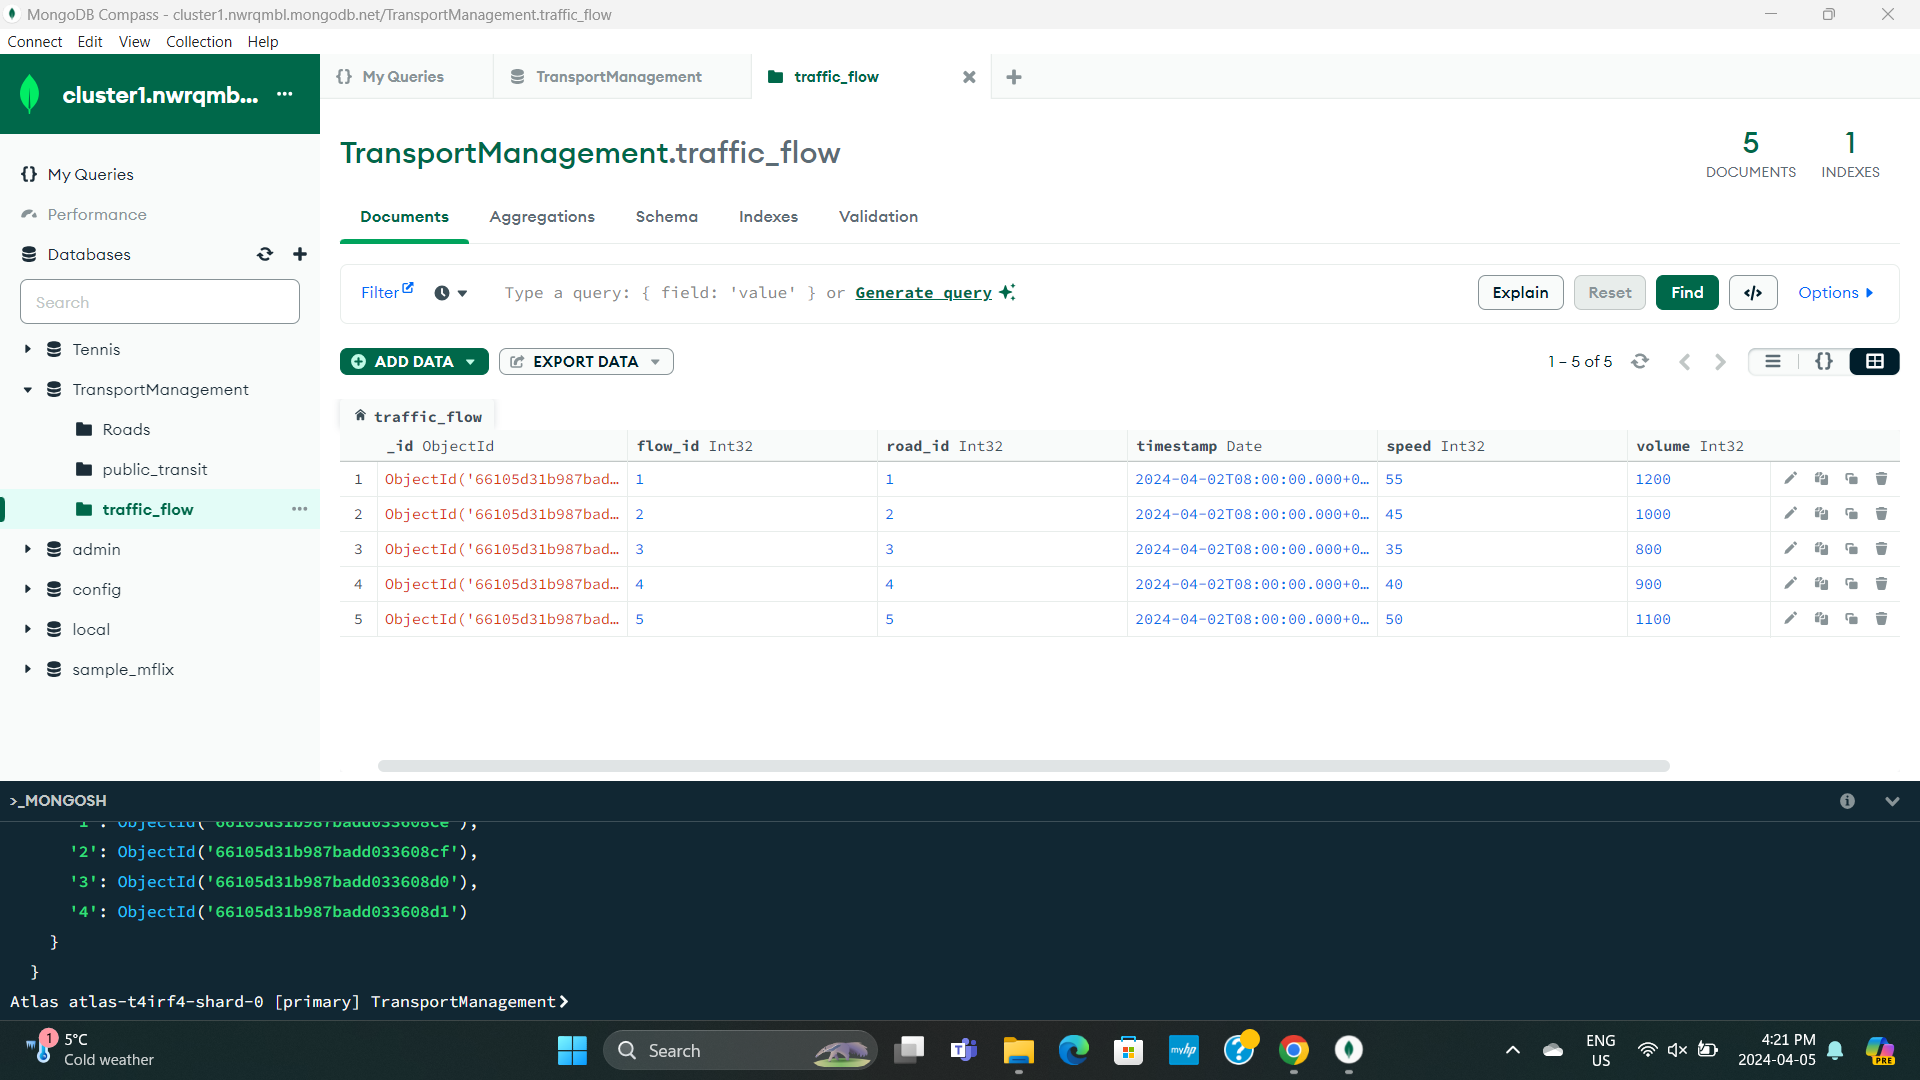 MongoDB Compass - cluster1.nwrqmbl.mongodb.net/TransportManagement.traffic_flow
Connect Edit View Collection Help
cluster1.nwrqmb... ...
{} My Queries
TransportManagement
traffic_flow
TransportManagement.traffic_flow
5
DOCUMENTS
1
INDEXES
{} My Queries
Performance
Databases
Search
Tennis
TransportManagement
Roads
public_transit
traffic_flow ...
admin
config
local
sample_mflix
Documents Aggregations Schema Indexes Validation
Filter Type a query: { field: 'value' } or Generate query Explain Reset Find </> Options
ADD DATA EXPORT DATA 1 – 5 of 5 {}
traffic_flow
_id ObjectId flow_id Int32 road_id Int32 timestamp Date speed Int32 volume Int32
1 ObjectId('66105d31b987bad… 1 1 2024-04-02T08:00:00.000+0… 55 1200
2 ObjectId('66105d31b987bad… 2 2 2024-04-02T08:00:00.000+0… 45 1000
3 ObjectId('66105d31b987bad… 3 3 2024-04-02T08:00:00.000+0… 35 800
4 ObjectId('66105d31b987bad… 4 4 2024-04-02T08:00:00.000+0… 40 900
5 ObjectId('66105d31b987bad… 5 5 2024-04-02T08:00:00.000+0… 50 1100
>_MONGOSH
'1': ObjectId('66105d31b987badd033608ce'),
'2': ObjectId('66105d31b987badd033608cf'),
'3': ObjectId('66105d31b987badd033608d0'),
'4': ObjectId('66105d31b987badd033608d1')
}
}
Atlas atlas-t4irf4-shard-0 [primary] TransportManagement>
1
5°C
Cold weather
Search
myhp
ENG
US
4:21 PM
2024-04-05
PRE